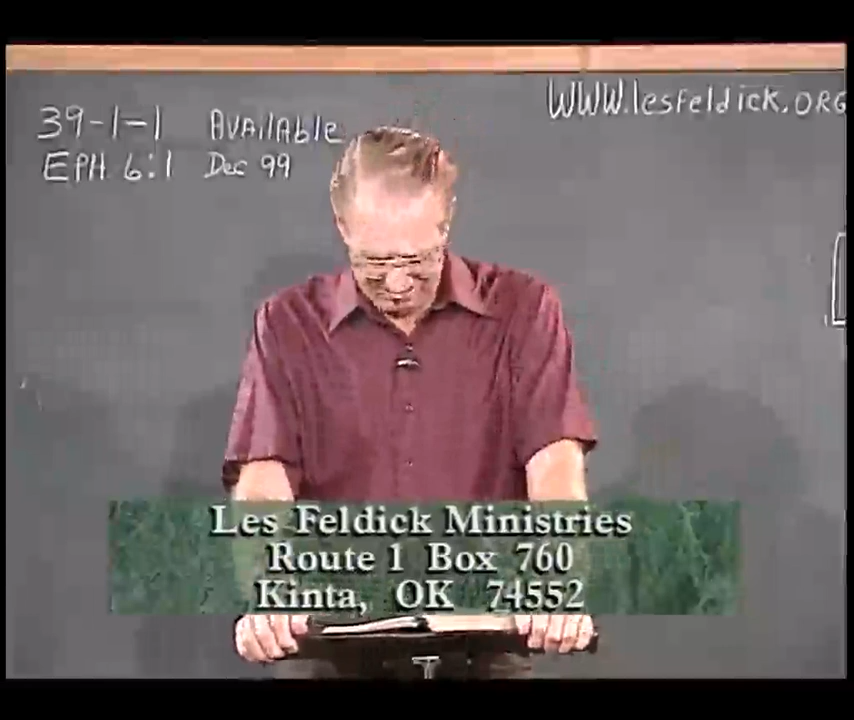 39-1-1 Available
EPH 6:1 Dec 99
WWW.lesfeldick.ORG
Les Feldick Ministries
Route 1 Box 760
Kinta, OK 74552